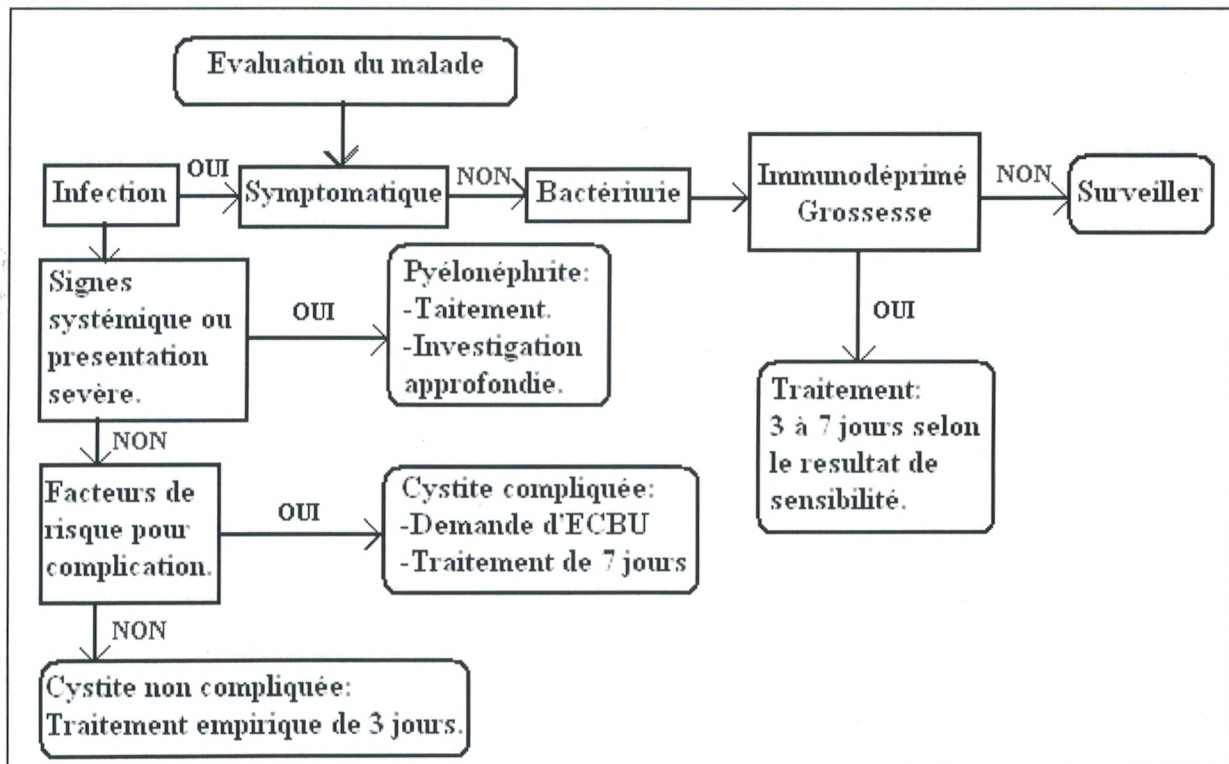 Evaluation du malade
Infection
OUI
Symptomatique
NON
Bactériurie
Immunodéprimé
Grossesse
NON
Surveiller
Signes
systémique ou
presentation
sevère.
OUI
Pyélonéphrite:
-Taitement.
-Investigation
approfondie.
OUI
Traitement:
3 à 7 jours selon
le resultat de
sensibilité.
NON
Facteurs de
risque pour
complication.
OUI
Cystite compliquée:
-Demande d'ECBU
-Traitement de 7 jours
NON
Cystite non compliquée:
Traitement empirique de 3 jours.